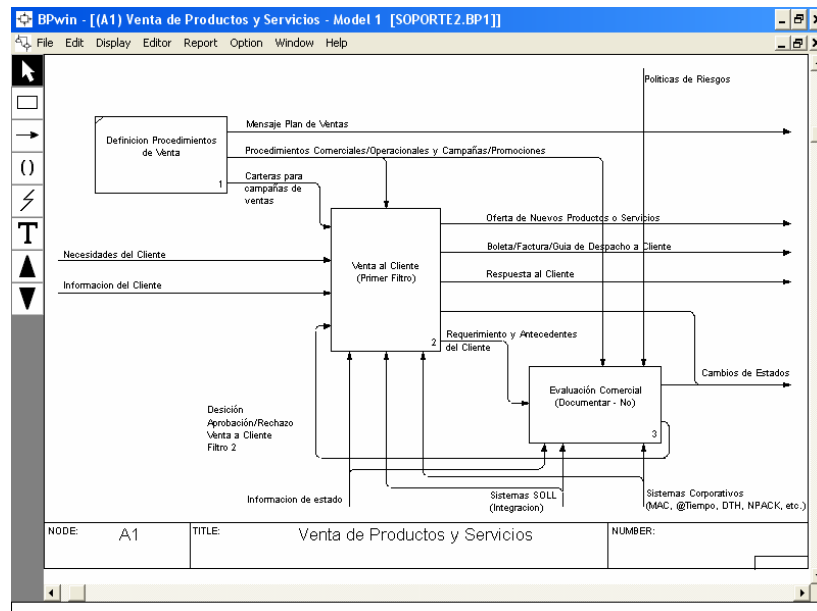 BPwin - [(A1) Venta de Productos y Servicios - Model 1 [SOPORTE2.BP1]]
File Edit Display Editor Report Option Window Help
Politicas de Riesgos
Mensaje Plan de Ventas
Definicion Procedimientos
de Venta
1
Procedimientos Comerciales/Operacionales y Campañas/Promociones
Carteras para
campañas de
ventas
Oferta de Nuevos Productos o Servicios
Boleta/Factura/Guia de Despacho a Cliente
Necesidades del Cliente
Venta al Cliente
(Primer Filtro)
2
Respuesta al Cliente
Informacion del Cliente
Requerimiento y Antecedentes
del Cliente
Cambios de Estados
Evaluación Comercial
(Documentar - No)
3
Desición
Aprobación/Rechazo
Venta a Cliente
Filtro 2
Informacion de estado
Sistemas SOLL
(Integracion)
Sistemas Corporativos
(MAC, @Tiempo, DTH, NPACK, etc.)
NODE: A1
TITLE: Venta de Productos y Servicios
NUMBER:
()
T